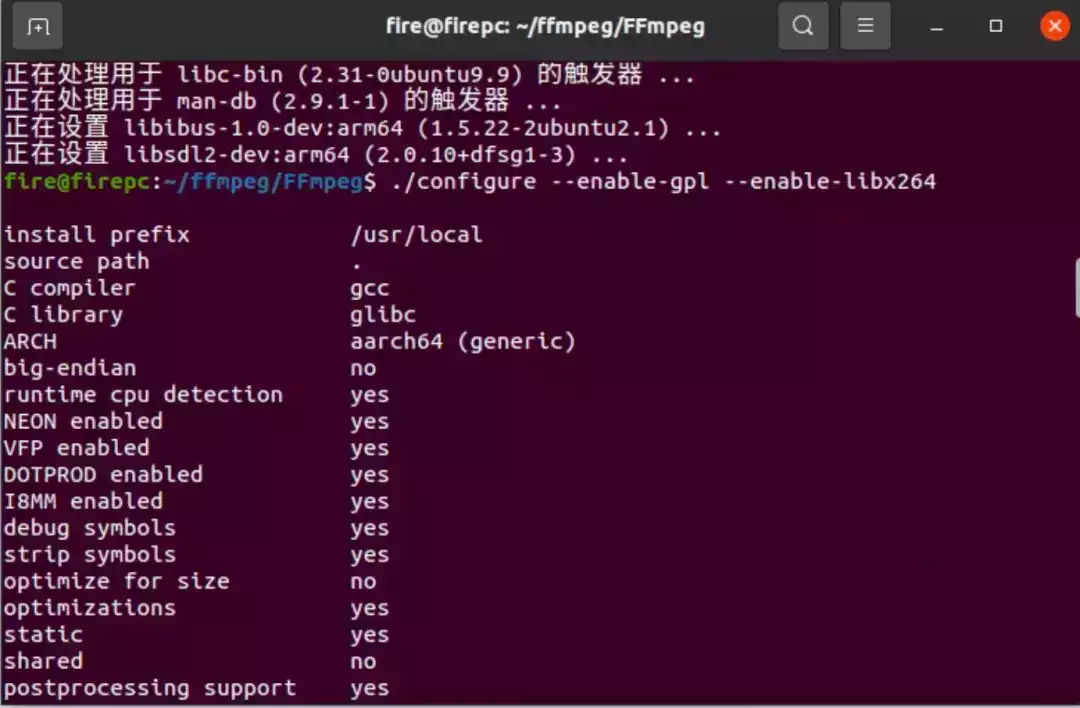 fire@firepc: ~/ffmpeg/FFmpeg
正在处理用于 libc-bin (2.31-0ubuntu9.9) 的触发器 ...
正在处理用于 man-db (2.9.1-1) 的触发器 ...
正在设置 libibus-1.0-dev:arm64 (1.5.22-2ubuntu2.1) ...
正在设置 libsdl2-dev:arm64 (2.0.10+dfsg1-3) ...
fire@firepc:~/ffmpeg/FFmpeg$ ./configure --enable-gpl --enable-libx264
install prefix /usr/local
source path .
C compiler gcc
C library glibc
ARCH aarch64 (generic)
big-endian no
runtime cpu detection yes
NEON enabled yes
VFP enabled yes
DOTPROD enabled yes
I8MM enabled yes
debug symbols yes
strip symbols yes
optimize for size no
optimizations yes
static yes
shared no
postprocessing support yes